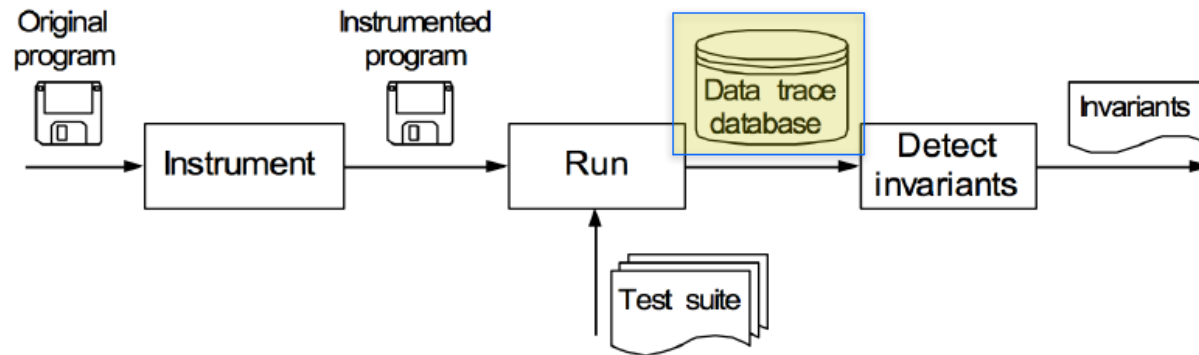 Original
program
Instrumented
program
Data trace
database
Invariants
Instrument
Run
Detect
invariants
Test suite